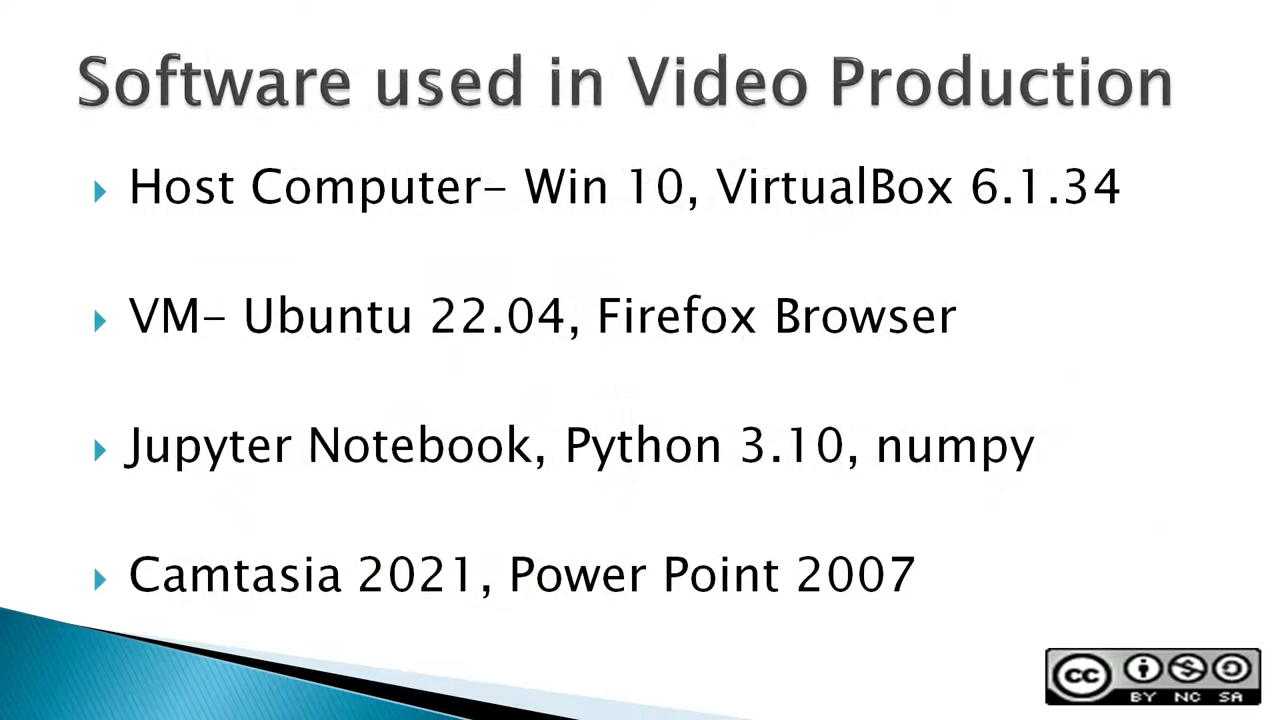 Software used in Video Production
Host Computer- Win 10, VirtualBox 6.1.34
VM- Ubuntu 22.04, Firefox Browser
Jupyter Notebook, Python 3.10, numpy
Camtasia 2021, Power Point 2007
cc BY NC SA